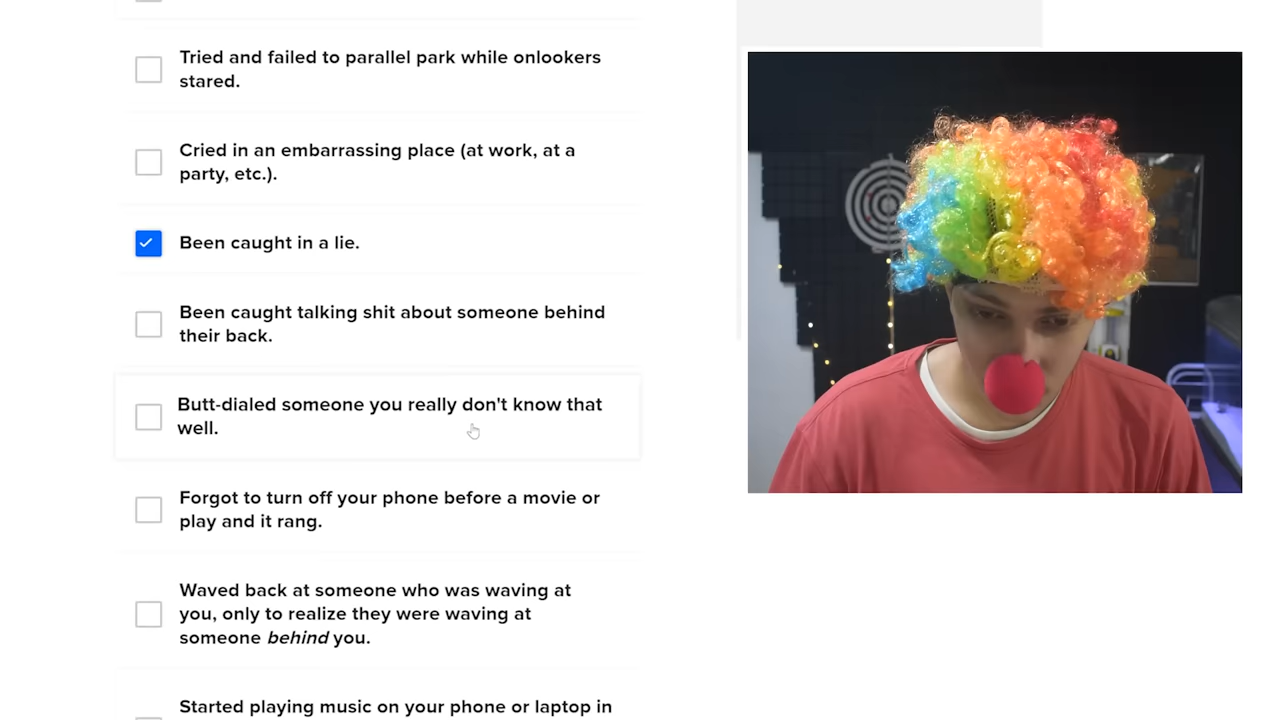 Tried and failed to parallel park while onlookers
stared.
Cried in an embarrassing place (at work, at a
party, etc.).
Been caught in a lie.
Been caught talking shit about someone behind
their back.
Butt-dialed someone you really don't know that
well.
Forgot to turn off your phone before a movie or
play and it rang.
Waved back at someone who was waving at
you, only to realize they were waving at
someone behind you.
Started playing music on your phone or laptop in